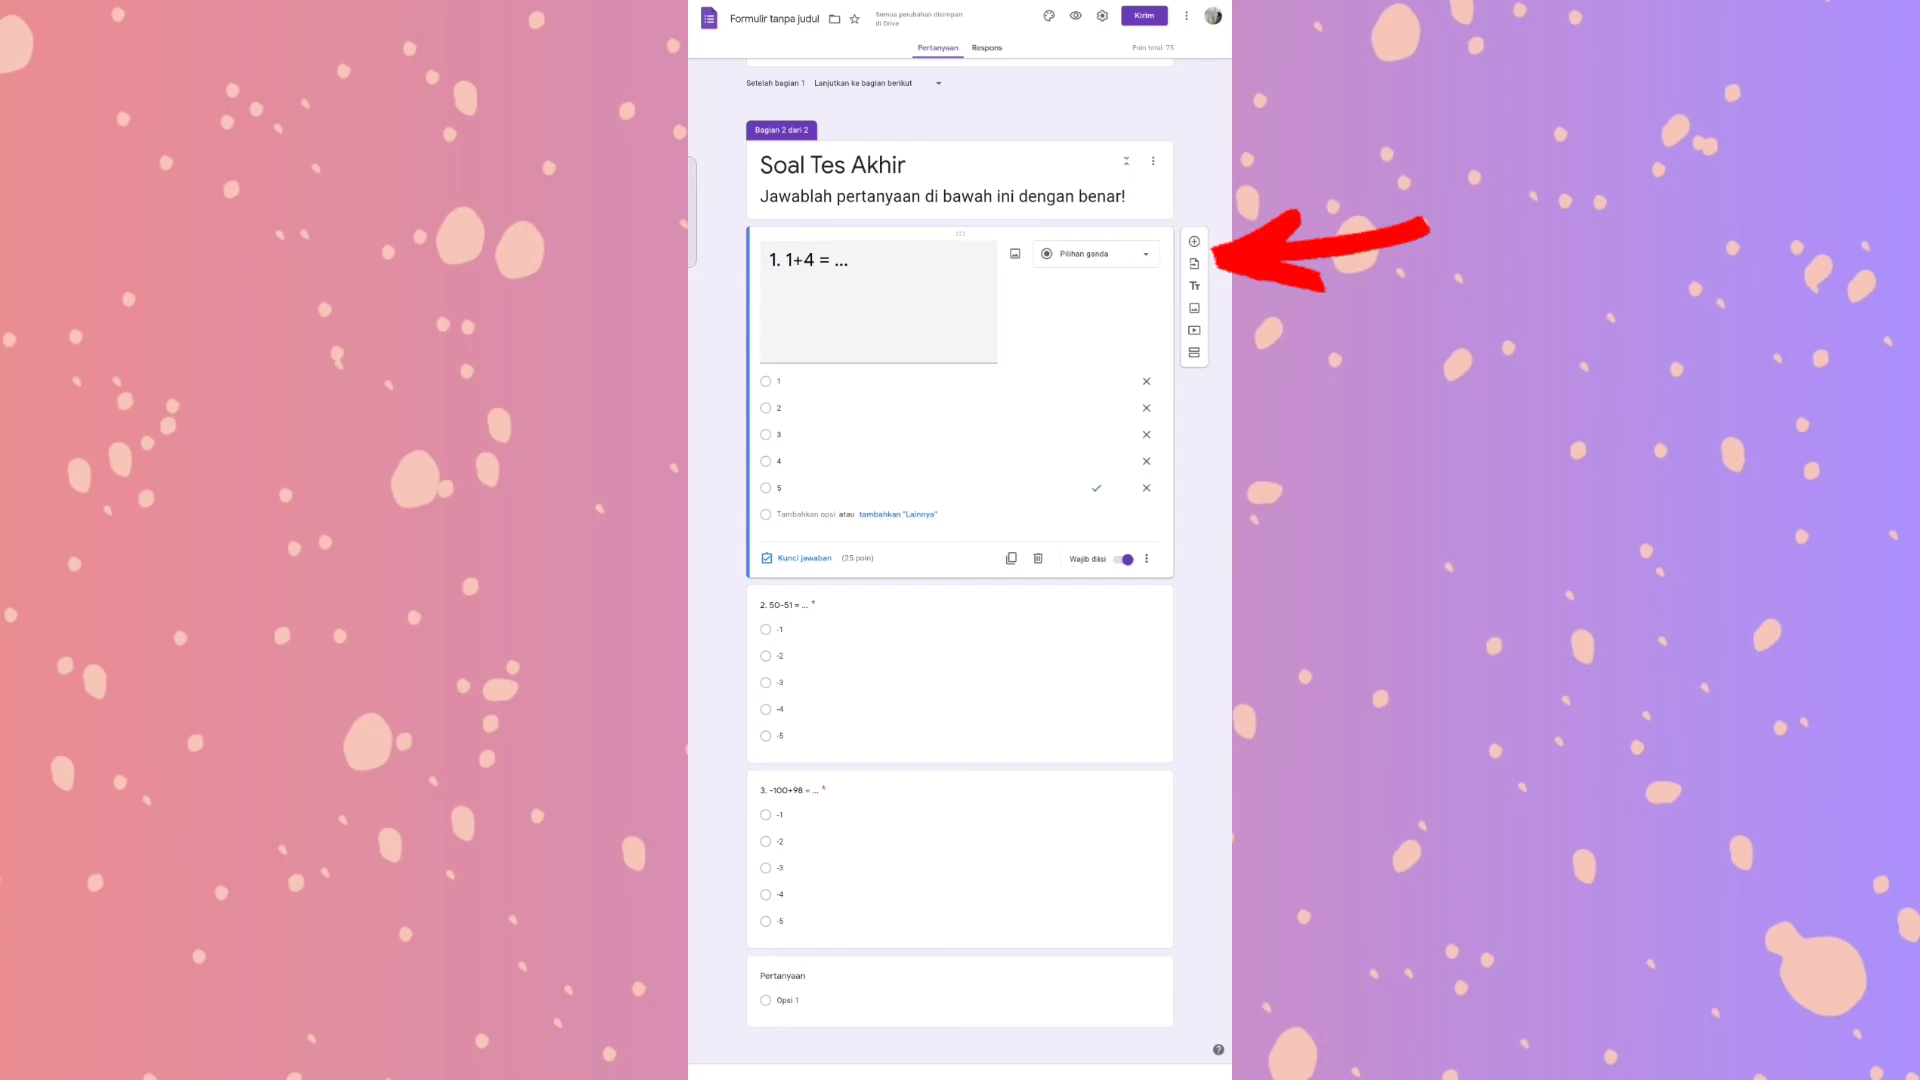 Formulir tanpa judul
Semua perubahan disimpan
di Drive
Kirim
Pertanyaan
Respons
Poin total: 75
Setelah bagian 1
Lanjutkan ke bagian berikut
Bagian 2 dari 2
Soal Tes Akhir
Jawablah pertanyaan di bawah ini dengan benar!
1. 1+4 = ...
Pilihan ganda
Tт
1
2
3
4
5
Tambahkan opsi atau tambahkan "Lainnya"
Kunci jawaban (25 poin)
Wajib diisi
2. 50-51 = ... *
-1
-2
-3
-4
-5
3. -100+98 = ... *
-1
-2
-3
-4
-5
Pertanyaan
Opsi 1